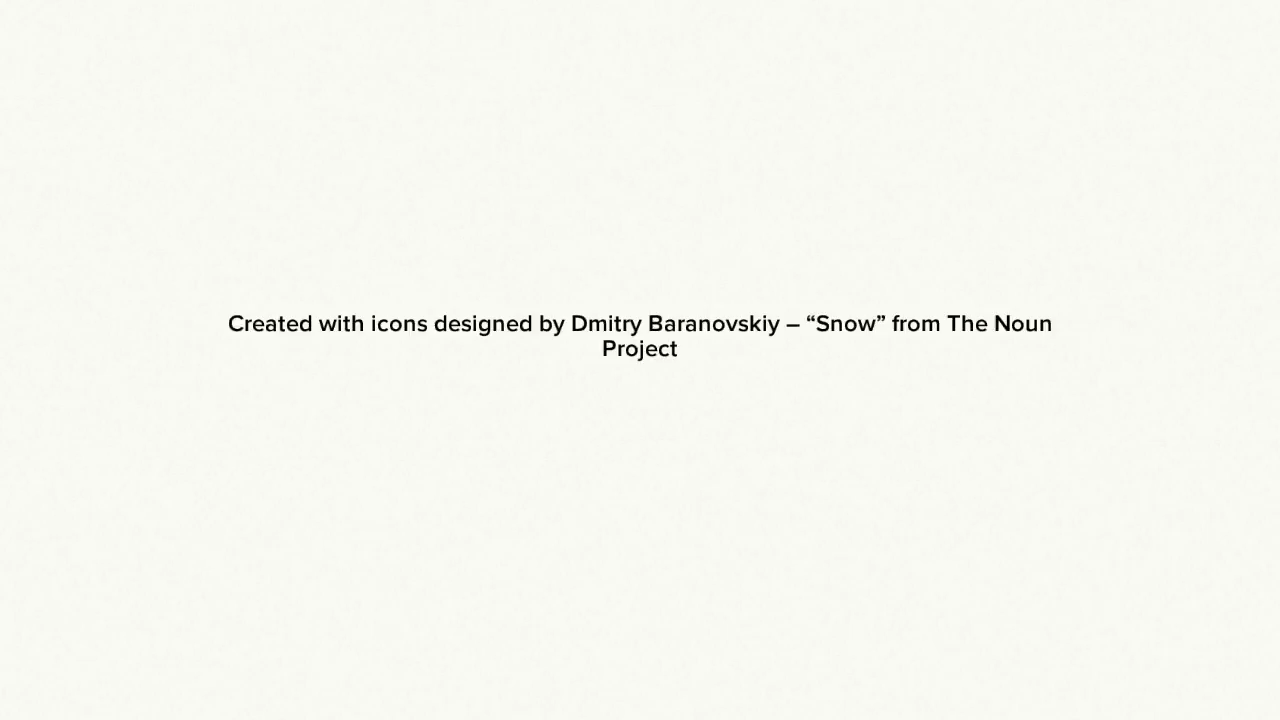 Created with icons designed by Dmitry Baranovskiy – “Snow” from The Noun
Project